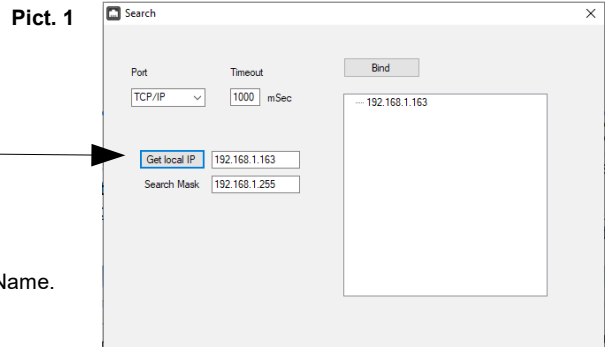 Pict. 1
Search
Port
Timeout
Bind
TCP/IP
1000 mSec
192.168.1.163
Get local IP
192.168.1.163
Search Mask
192.168.1.255
Name.